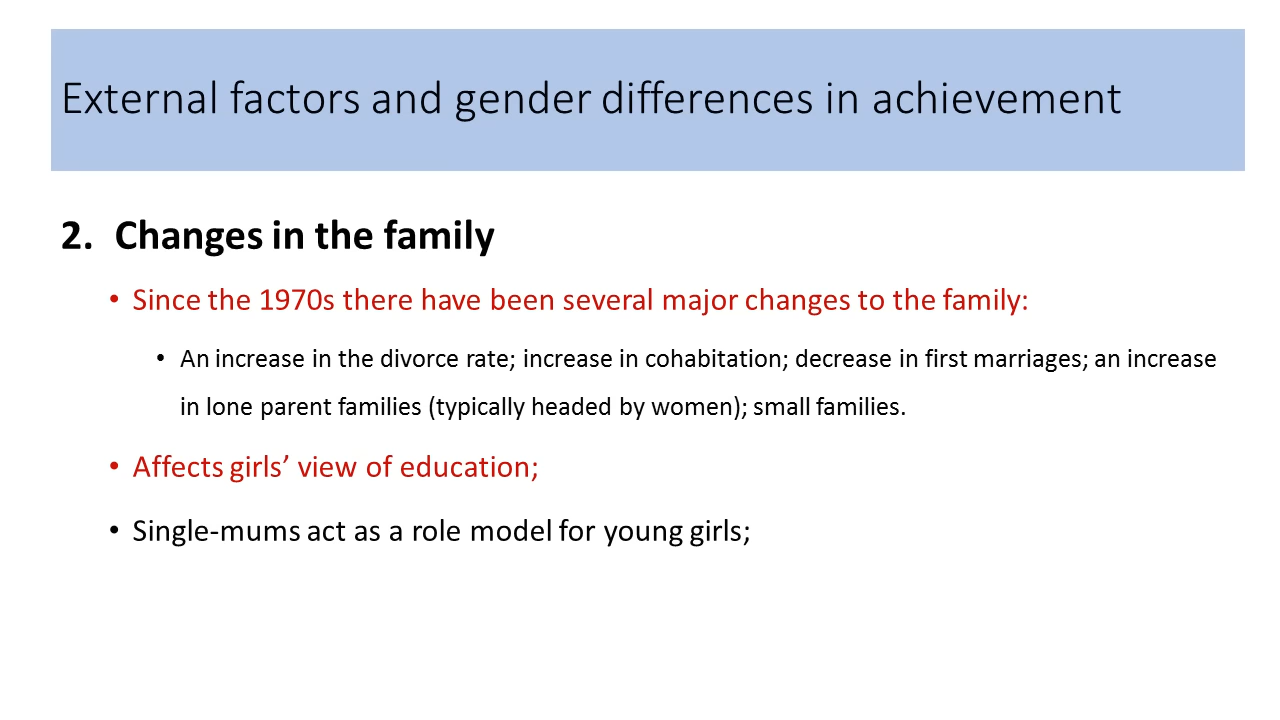 External factors and gender differences in achievement
2. Changes in the family
• Since the 1970s there have been several major changes to the family:
• An increase in the divorce rate; increase in cohabitation; decrease in first marriages; an increase
in lone parent families (typically headed by women); small families.
• Affects girls’ view of education;
• Single-mums act as a role model for young girls;